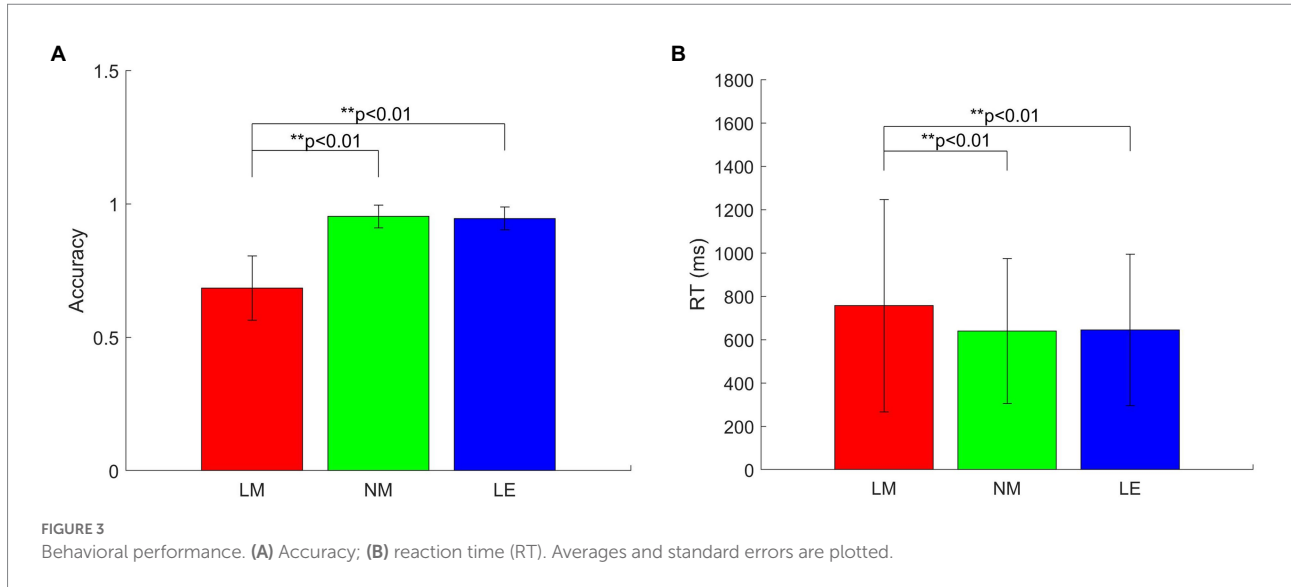 A
1.5
1
0.5
0
Accuracy
**p<0.01
**p<0.01
LM NM LE
B
1800
1600
1400
1200
1000
800
600
400
200
0
RT (ms)
**p<0.01
**p<0.01
LM NM LE
FIGURE 3
Behavioral performance. (A) Accuracy; (B) reaction time (RT). Averages and standard errors are plotted.